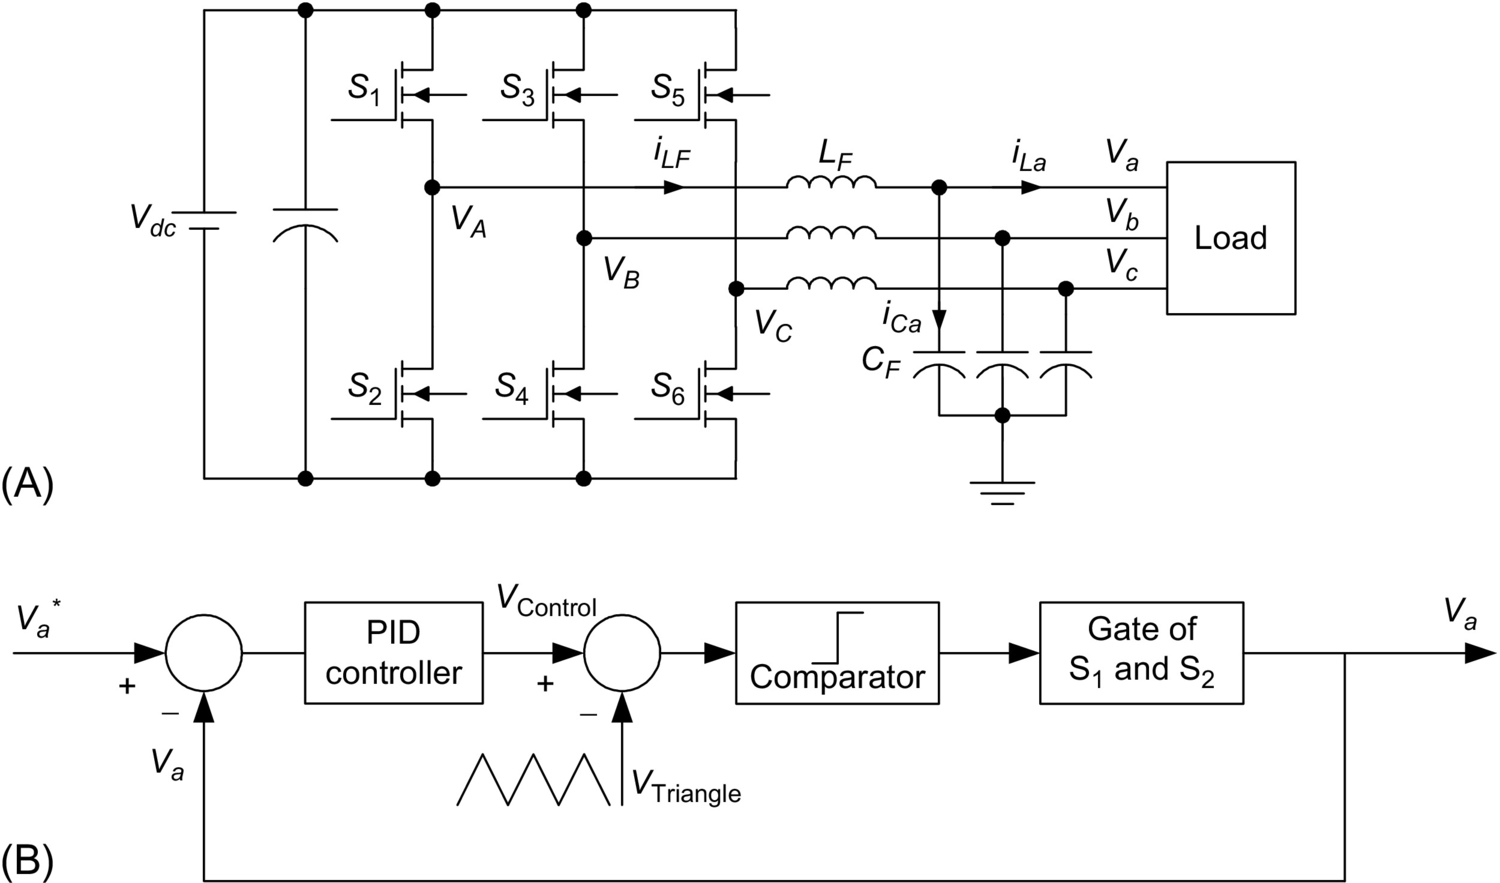 S1
S3
S5
iLF
LF
iLa
Va
Vdc
VA
Vb
Load
VB
Vc
VC
iCa
CF
S2
S4
S6
(A)
Va*
+
−
Va
PID
controller
VControl
+
−
VTriangle
Comparator
Gate of
S1 and S2
Va
(B)